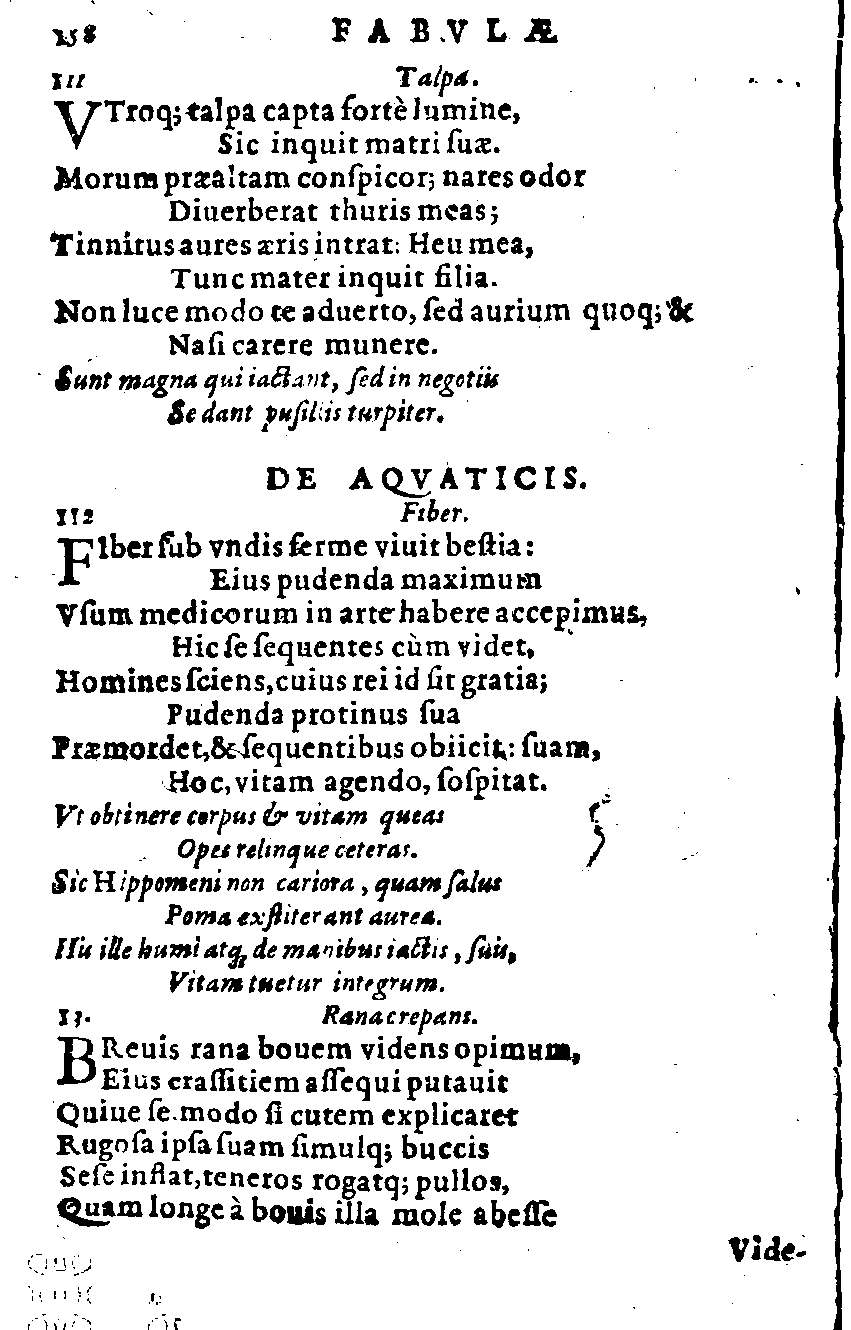 158 FABVLÆ
111 Talpa.
VTroq; talpa capta fortè lumine,
Sic inquit matri ſuæ.
Morum præaltam conſpicor; nares odor
Diuerberat thuris meas;
Tinnitus aures æris intrat: Heu mea,
Tunc mater inquit filia.
Non luce modo te aduerto, ſed aurium quoq; &
Naſi carere munere.
Sunt magna qui iactant, ſed in negotiis
Se dant puſillis turpiter.
DE AQVATICIS.
112 Fiber.
FIber ſub vndis ferme viuit beſtia:
Eius pudenda maximum
Vſum medicorum in arte habere accepimus,
Hic ſe ſequentes cùm videt,
Homines ſciens, cuius rei id ſit gratia;
Pudenda protinus ſua
Præmordet, & ſequentibus obiicit: ſuam,
Hoc, vitam agendo, ſoſpitat.
Vt obtinere corpus & vitam queas
Opes relinque ceteras.
Sic Hippomeni non cariora, quam ſalus
Poma exſtiterant aurea.
His ille humi atq; de manibus iactis, ſuis,
Vitam tuetur integrum.
13. Rana crepans.
BReuis rana bouem videns opimum,
Eius craſſitiem aſſequi putauit
Quiue ſe modo ſi cutem explicaret
Rugoſa ipſa ſuam ſimulq; buccis
Seſe inflat, teneros rogatq; pullos,
Quam longe à bouis illa mole abeſſe
Vide-